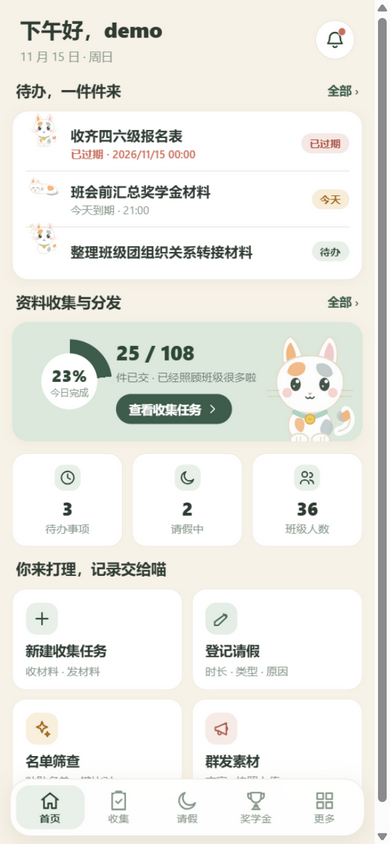 下午好，demo
11 月 15 日 · 周日
待办，一件件来
全部 ›
收齐四六级报名表
已过期 · 2026/11/15 00:00
已过期
班会前汇总奖学金材料
今天到期 · 21:00
今天
整理班级团组织关系转接材料
待办
资料收集与分发
全部 ›
23%
今日完成
25 / 108
件已交 · 已经照顾班级很多啦
查看收集任务 ›
3
待办事项
2
请假中
36
班级人数
你来打理，记录交给喵
新建收集任务
收材料 · 发材料
登记请假
时长 · 类型 · 原因
名单筛查
群发素材
首页
收集
请假
奖学金
更多